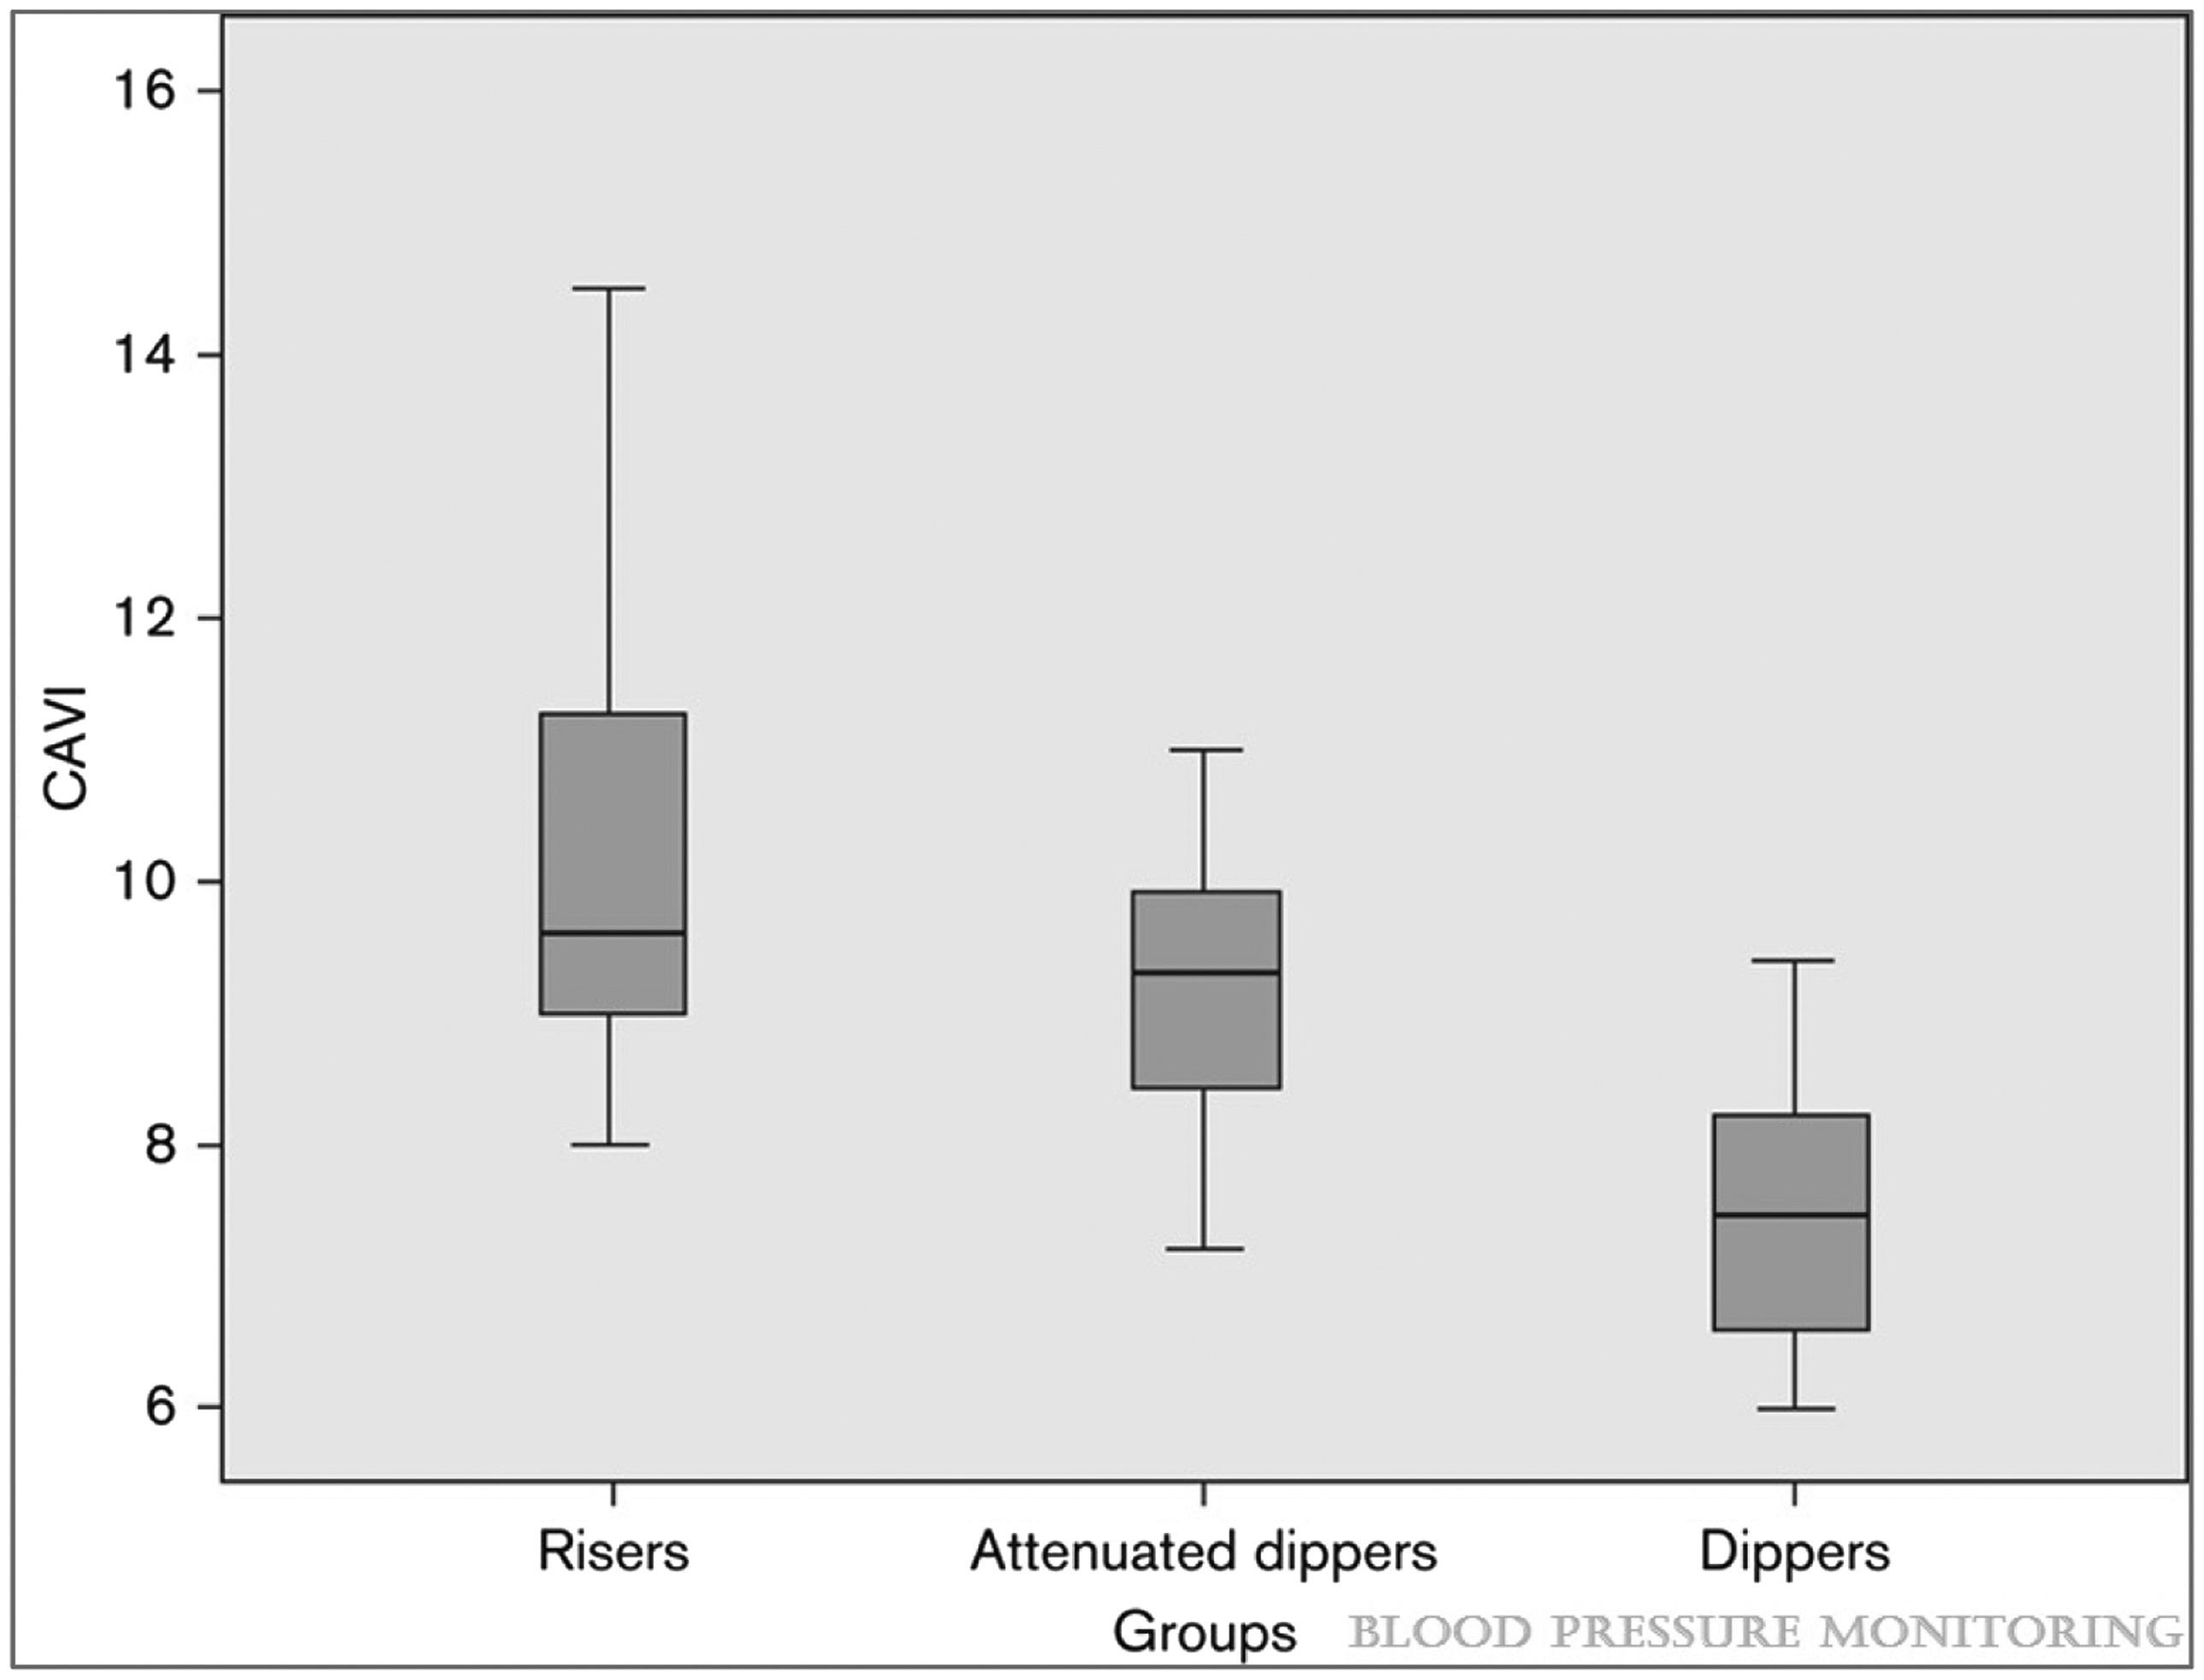 16
14
12
10
8
6
CAVI
Risers Attenuated dippers Dippers
Groups
BLOOD PRESSURE MONITORING